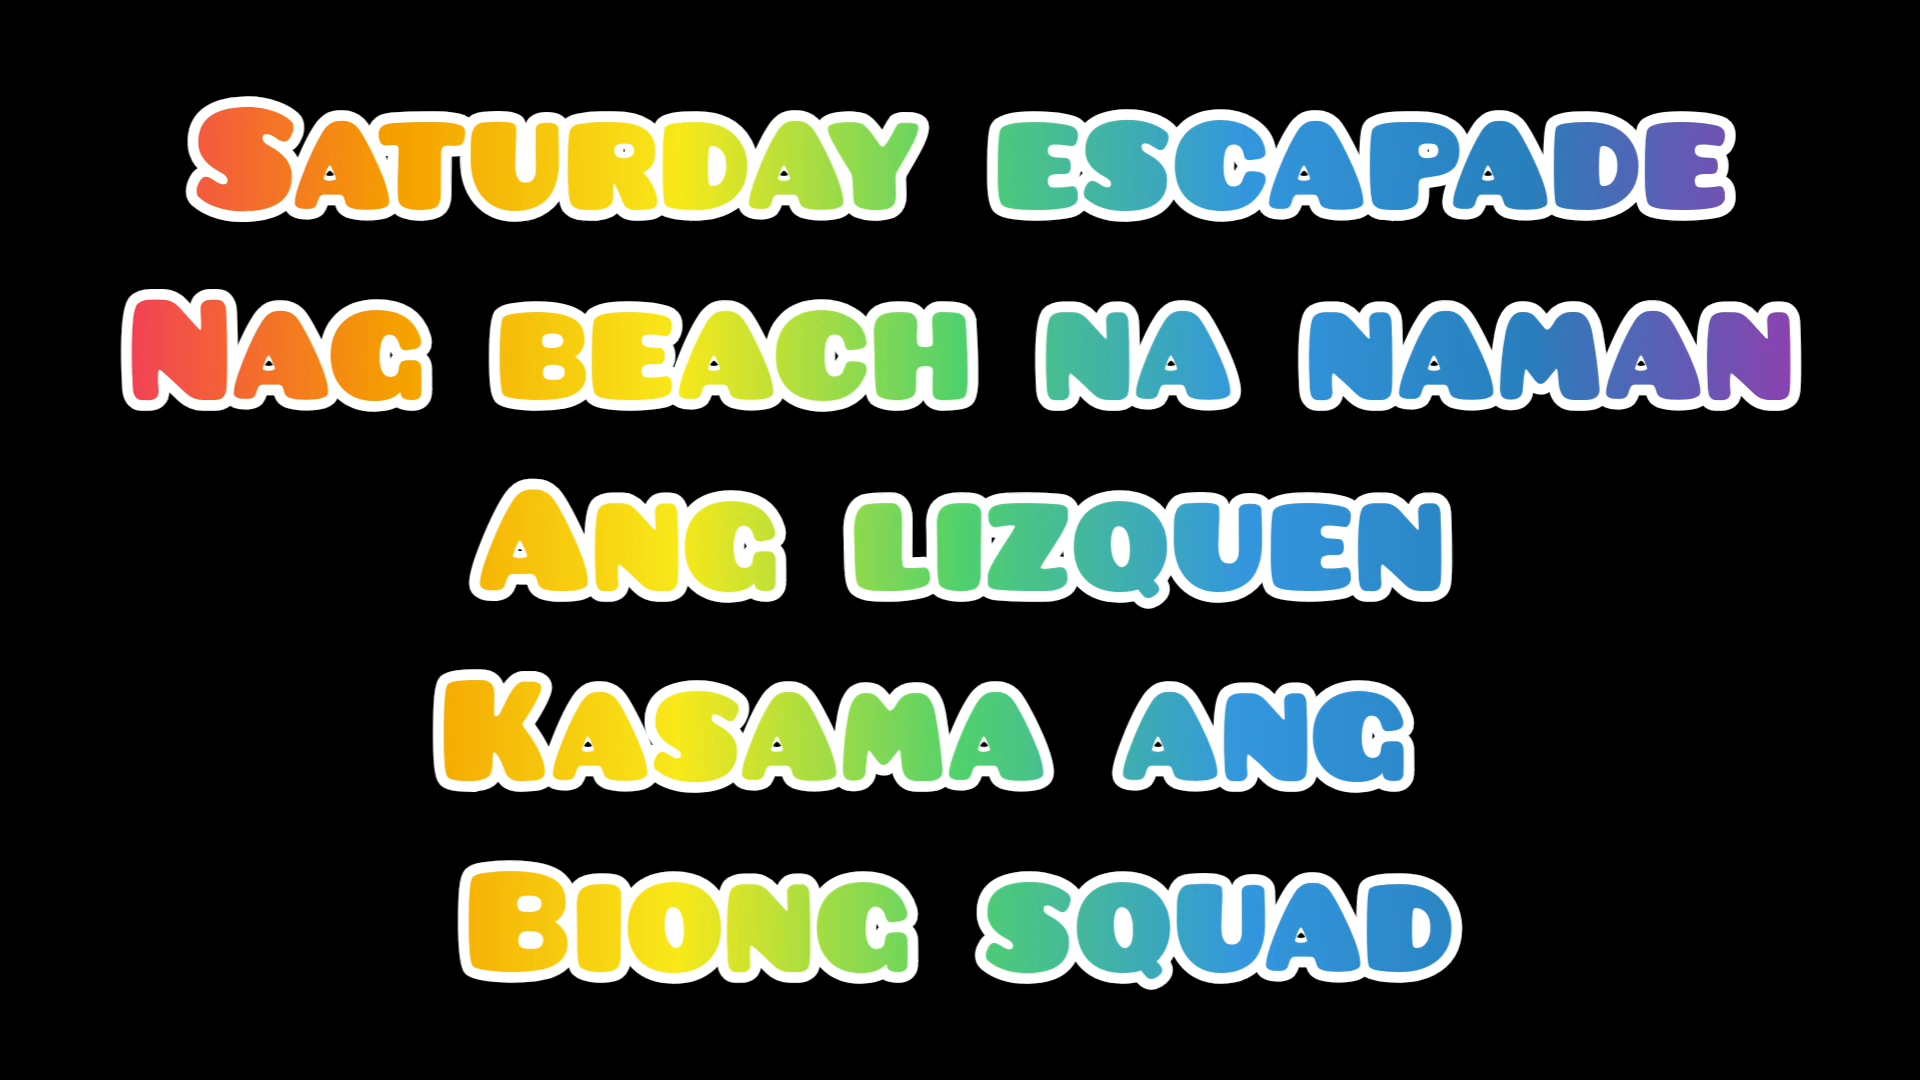 Saturday escapade
Nag beach na naman
Ang lizquen
Kasama ang
Biong squad